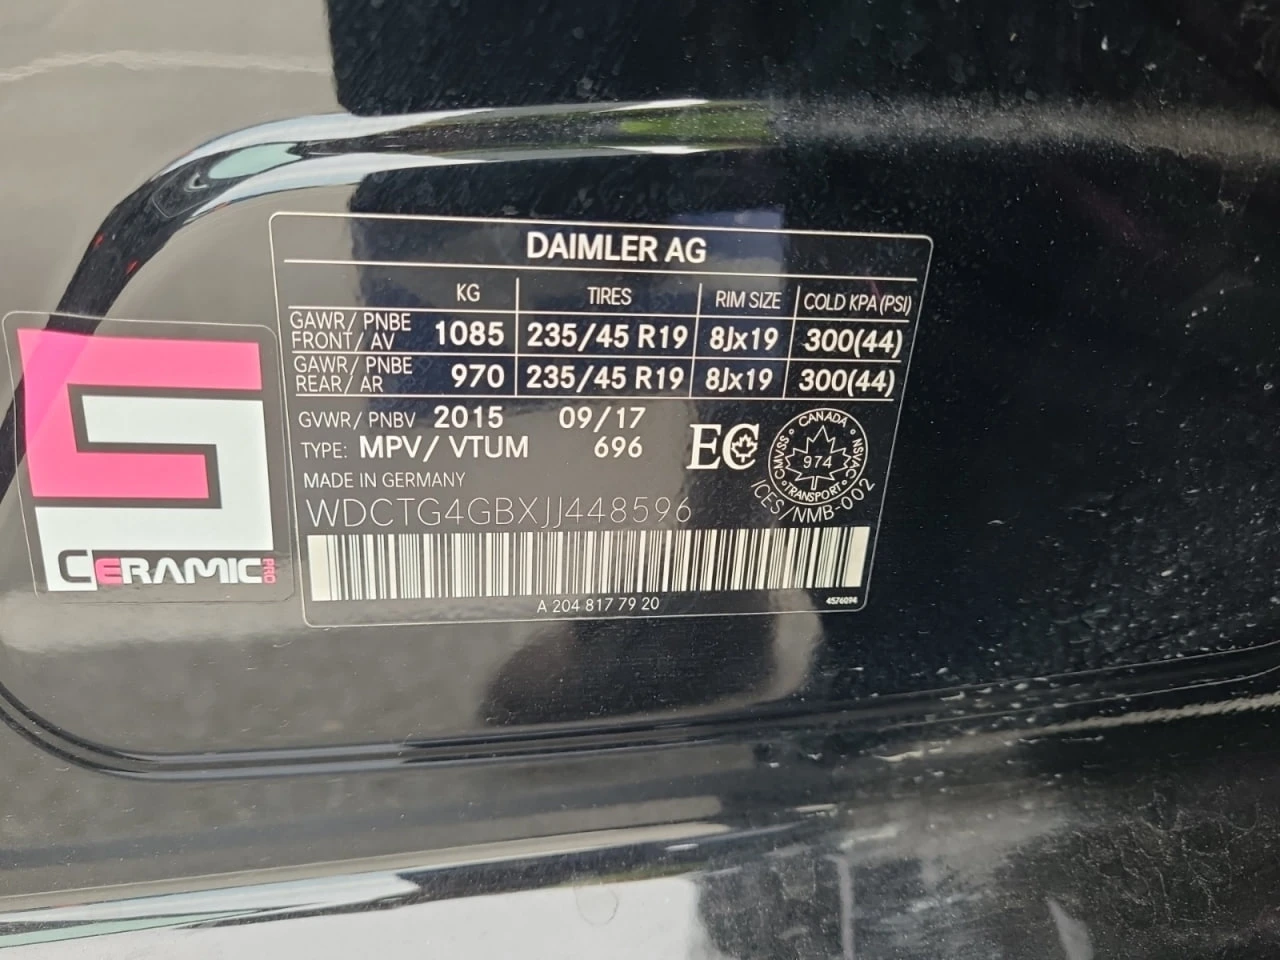 DAIMLER AG
KG TIRES RIM SIZE COLD KPA (PSI)
GAWR/ PNBE FRONT/ AV 1085 235/45 R19 8Jx19 300(44)
GAWR/ PNBE REAR/ AR 970 235/45 R19 8Jx19 300(44)
GVWR/ PNBV 2015 09/17
TYPE: MPV/ VTUM 696
MADE IN GERMANY
WDCTG4GBXJJ448596
EC
CANADA
CMVSS NSVAC
974
TRANSPORT
ICES/NMB-002
A 204 817 79 20
4576094
CERAMIC PRO